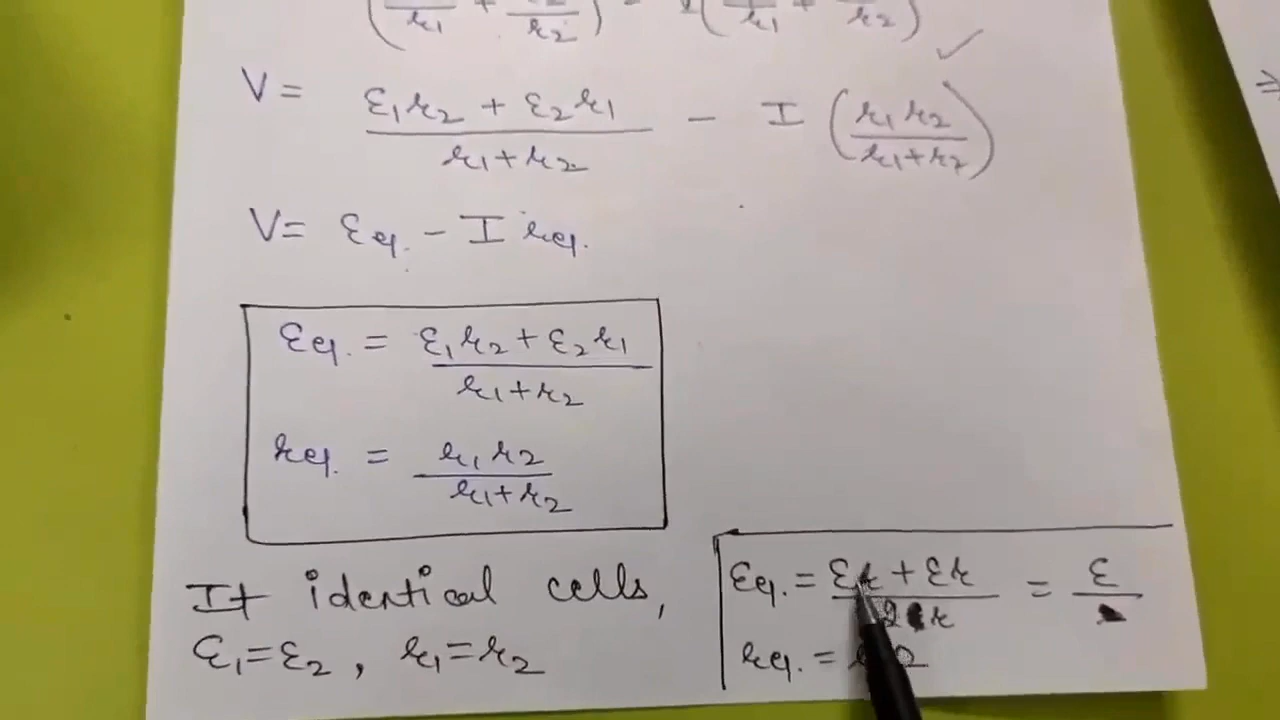 V = (ε₁r₂ + ε₂r₁)/(r₁+r₂) - I (r₁r₂/(r₁+r₂))
V = εeq. - I req.
εeq. = (ε₁r₂ + ε₂r₁)/(r₁+r₂)
req. = r₁r₂/(r₁+r₂)
If identical cells,
ε₁=ε₂, r₁=r₂
εeq. = (εr + εr)/2r = ε
req. =